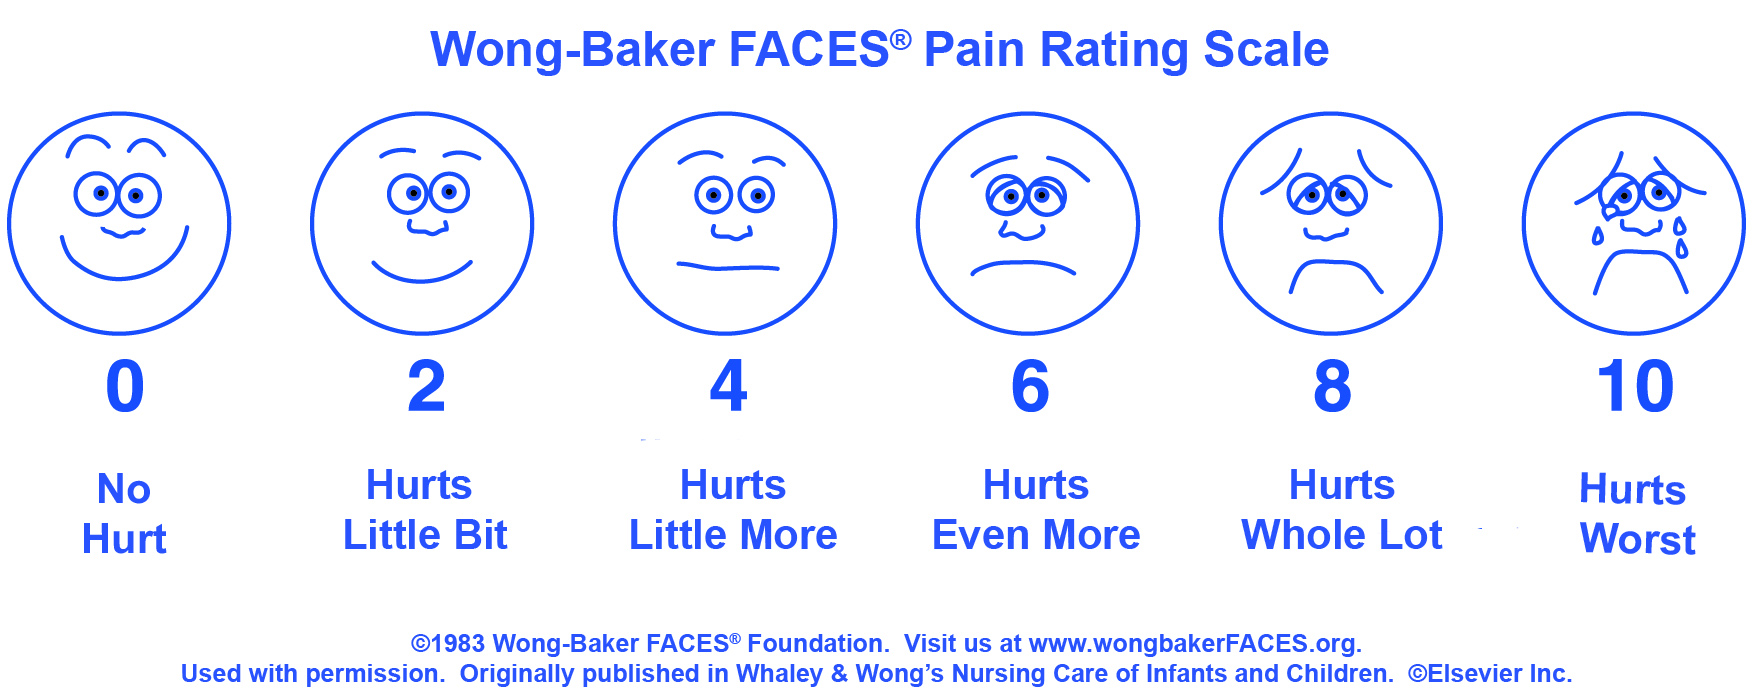 Wong-Baker FACES® Pain Rating Scale
0 2 4 6 8 10
No Hurts Hurts Hurts Hurts Hurts
Hurt Little Bit Little More Even More Whole Lot Worst
©1983 Wong-Baker FACES® Foundation. Visit us at www.wongbakerFACES.org.
Used with permission. Originally published in Whaley & Wong’s Nursing Care of Infants and Children. ©Elsevier Inc.